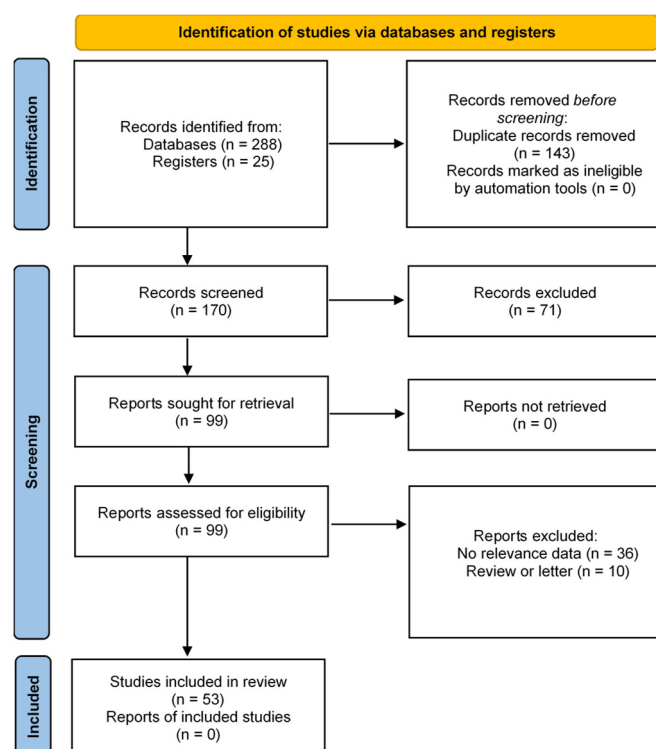 Identification of studies via databases and registers
Identification
Records identified from:
Databases (n = 288)
Registers (n = 25)
Records removed before
screening:
Duplicate records removed
(n = 143)
Records marked as ineligible
by automation tools (n = 0)
Screening
Records screened
(n = 170)
Records excluded
(n = 71)
Reports sought for retrieval
(n = 99)
Reports not retrieved
(n = 0)
Reports assessed for eligibility
(n = 99)
Reports excluded:
No relevance data (n = 36)
Review or letter (n = 10)
Included
Studies included in review
(n = 53)
Reports of included studies
(n = 0)